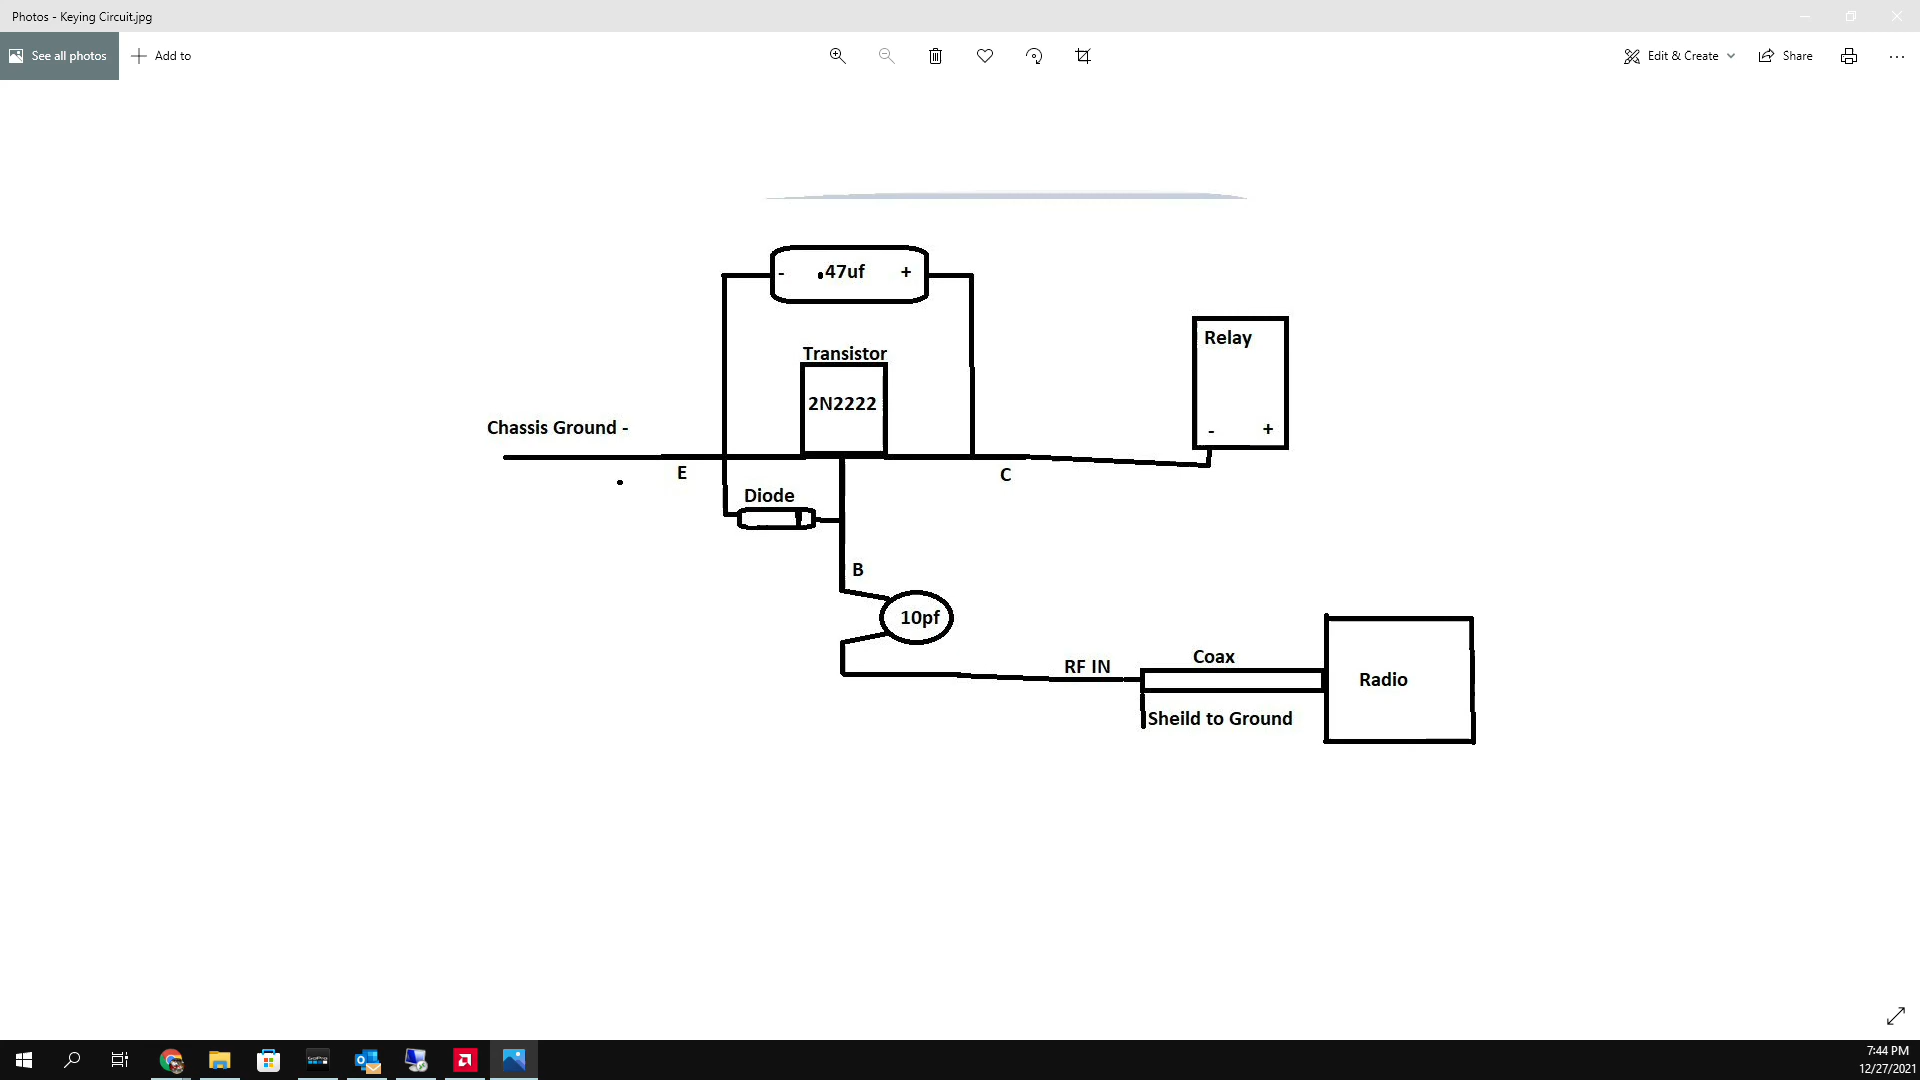 Photos - Keying Circuit.jpg
See all photos
Add to
Edit & Create
Share
- .47uf +
Transistor
2N2222
Relay
- +
Chassis Ground -
E
C
Diode
B
10pf
RF IN
Coax
Radio
Sheild to Ground
GoPro
7:44 PM
12/27/2021